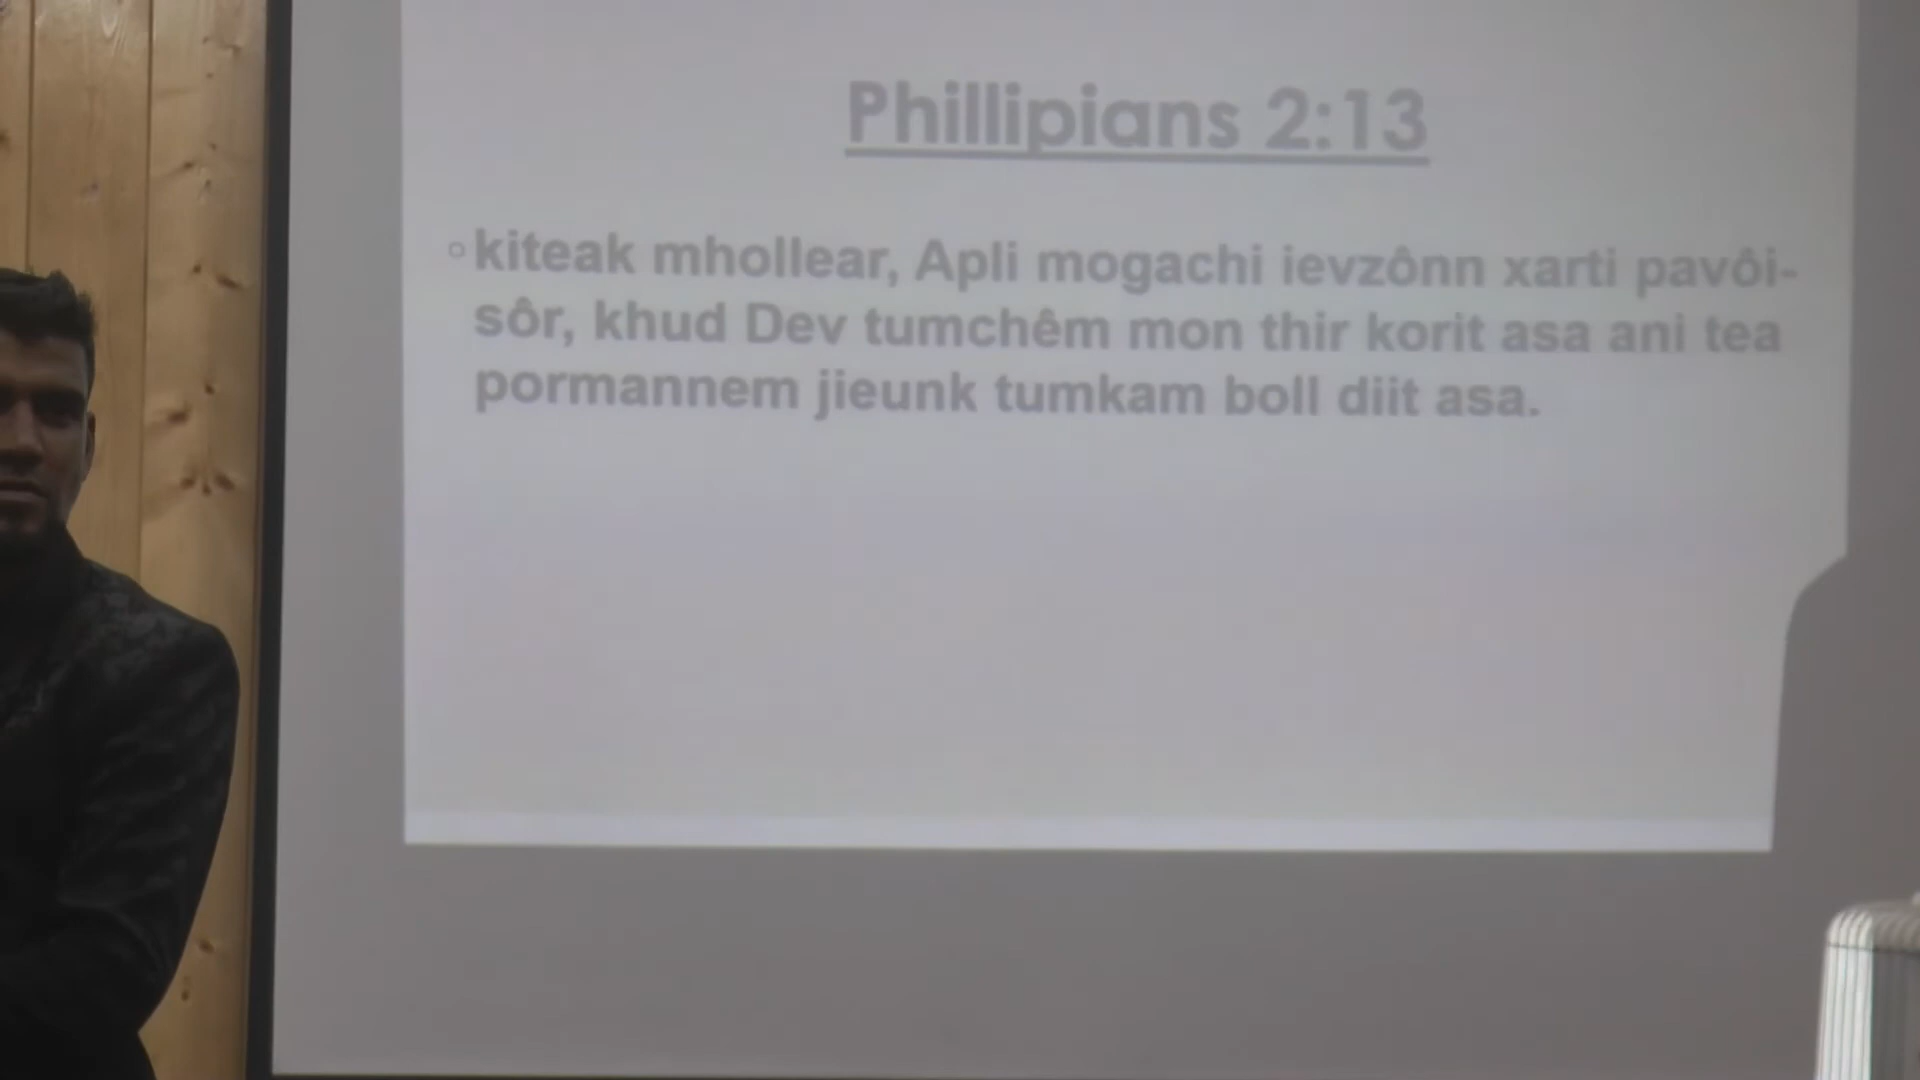 Phillipians 2:13
kiteak mhollear, Apli mogachi ievzônn xarti pavôi-
sôr, khud Dev tumchêm mon thir korit asa ani tea
pormannem jieunk tumkam boll diit asa.